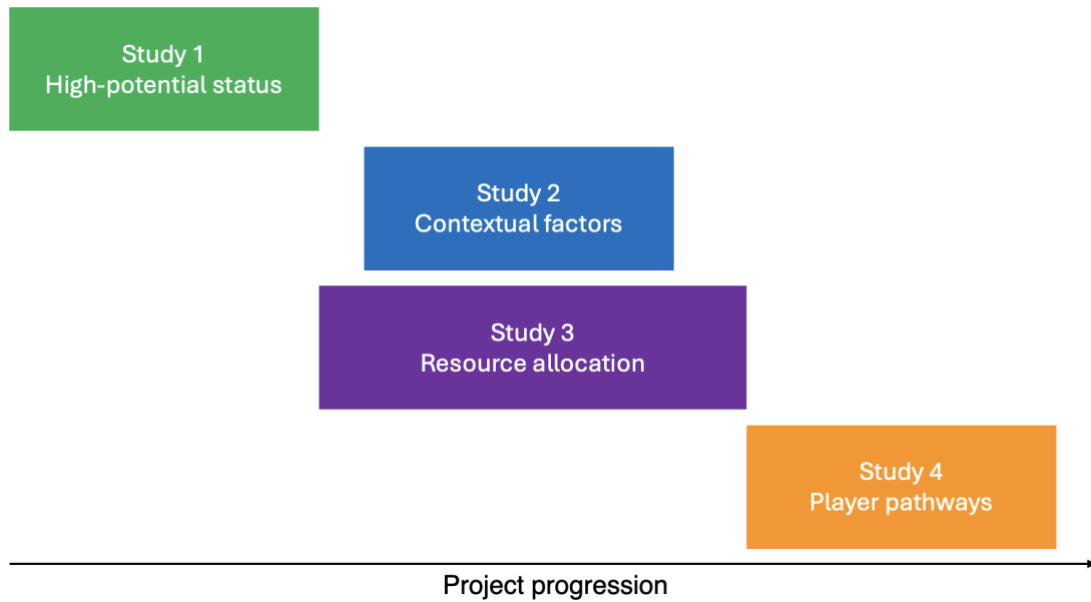 Study 1
High-potential status
Study 2
Contextual factors
Study 3
Resource allocation
Study 4
Player pathways
Project progression